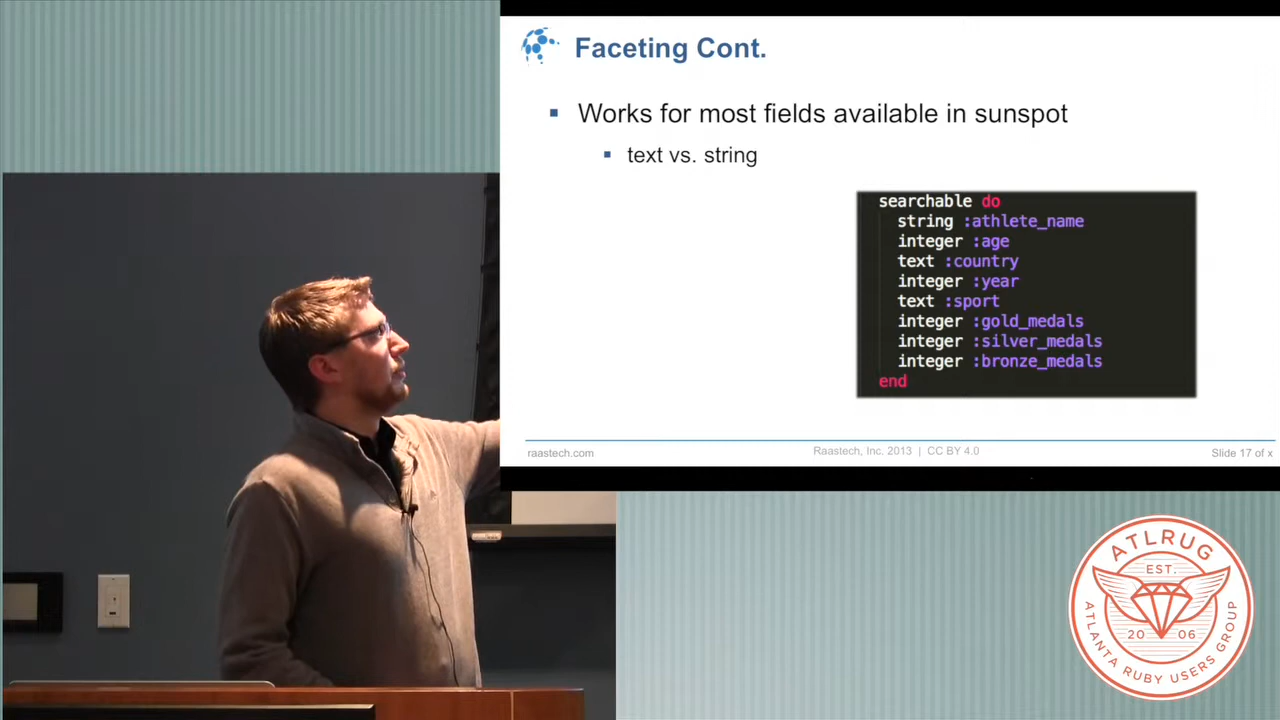 Faceting Cont.
Works for most fields available in sunspot
text vs. string
searchable do
string :athlete_name
integer :age
text :country
integer :year
text :sport
integer :gold_medals
integer :silver_medals
integer :bronze_medals
end
raastech.com
Raastech, Inc. 2013 | CC BY 4.0
Slide 17 of x
ATLRUG
EST.
20 06
ATLANTA RUBY USERS GROUP